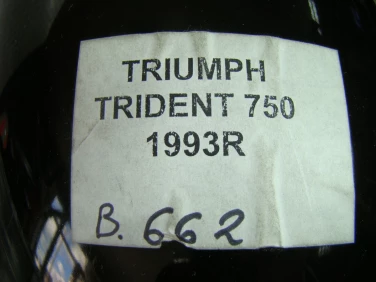 TRIUMPH
TRIDENT 750
1993R
B. 662